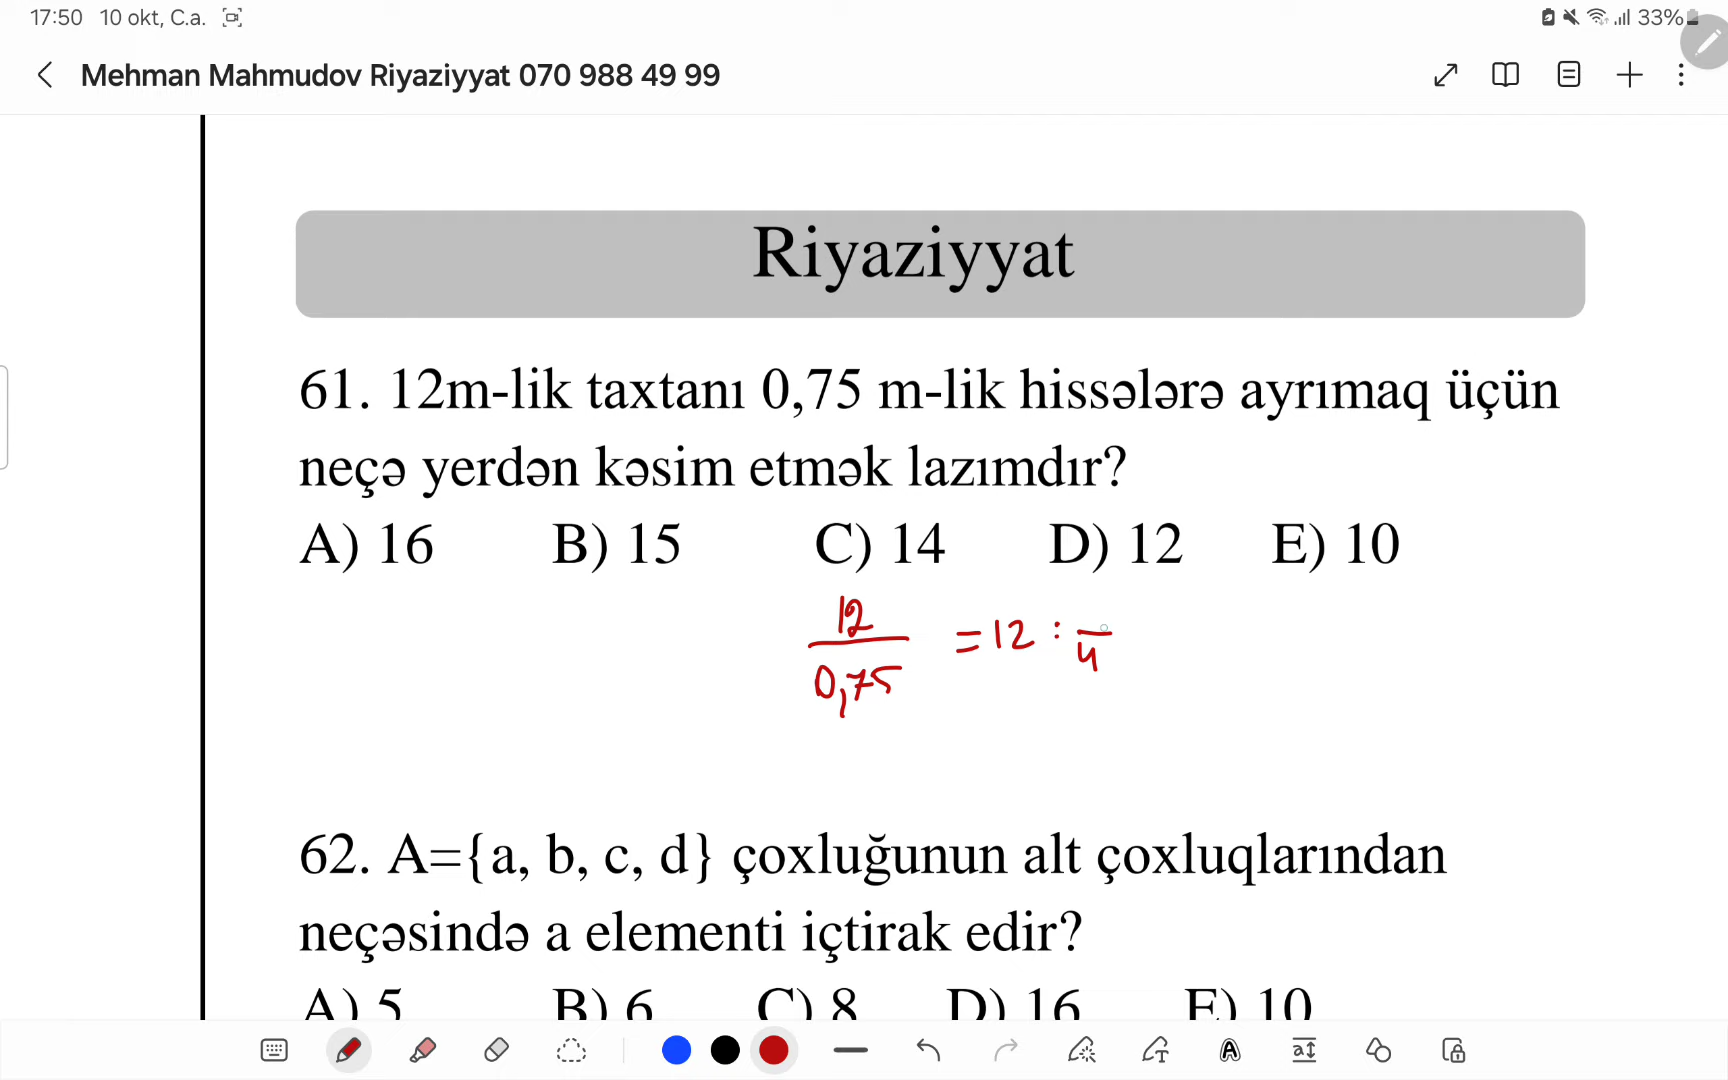 17:50 10 okt, C.a. 33%
Mehman Mahmudov Riyaziyyat 070 988 49 99
Riyaziyyat
61. 12m-lik taxtanı 0,75 m-lik hissələrə ayrımaq üçün
neçə yerdən kəsim etmək lazımdır?
A) 16 B) 15 C) 14 D) 12 E) 10
12
0,75
=12 :
4
62. A={a, b, c, d} çoxluğunun alt çoxluqlarından
neçəsində a elementi içtirak edir?
A) 5 B) 6 C) 8 D) 16 E) 10